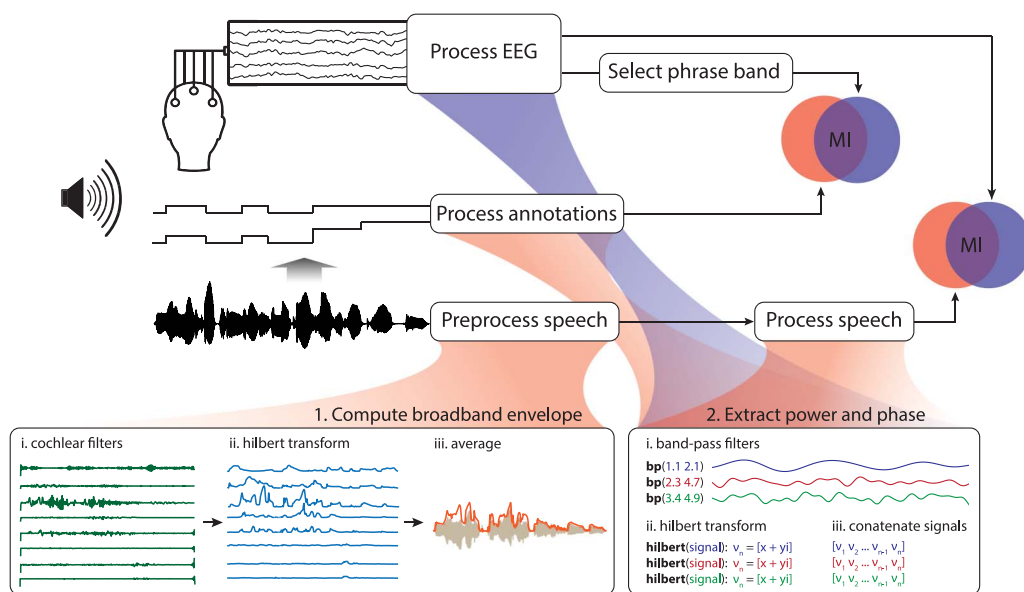 Process EEG
Select phrase band
MI
Process annotations
MI
Preprocess speech
Process speech
1. Compute broadband envelope
2. Extract power and phase
i. cochlear filters
ii. hilbert transform
iii. average
i. band-pass filters
bp(1.1 2.1)
bp(2.3 4.7)
bp(3.4 4.9)
ii. hilbert transform
iii. conatenate signals
hilbert(signal): vₙ = [x + yi]
[v₁ v₂ ... vₙ₋₁ vₙ]
hilbert(signal): vₙ = [x + yi]
[v₁ v₂ ... vₙ₋₁ vₙ]
hilbert(signal): vₙ = [x + yi]
[v₁ v₂ ... vₙ₋₁ vₙ]